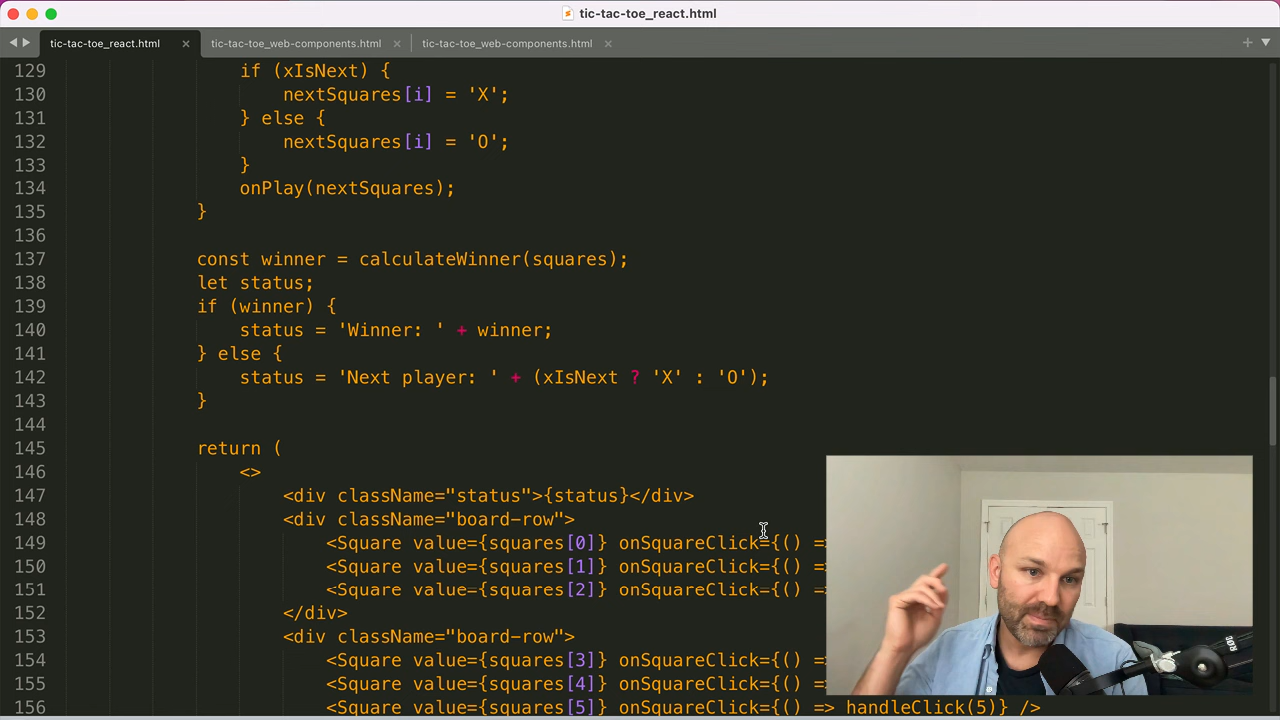 tic-tac-toe_react.html
tic-tac-toe_react.html × tic-tac-toe_web-components.html × tic-tac-toe_web-components.html ×
129 if (xIsNext) {
130 nextSquares[i] = 'X';
131 } else {
132 nextSquares[i] = 'O';
133 }
134 onPlay(nextSquares);
135 }
136
137 const winner = calculateWinner(squares);
138 let status;
139 if (winner) {
140 status = 'Winner: ' + winner;
141 } else {
142 status = 'Next player: ' + (xIsNext ? 'X' : 'O');
143 }
144
145 return (
146 <>
147 <div className="status">{status}</div>
148 <div className="board-row">
149 <Square value={squares[0]} onSquareClick={() =
150 <Square value={squares[1]} onSquareClick={() =
151 <Square value={squares[2]} onSquareClick={() =
152 </div>
153 <div className="board-row">
154 <Square value={squares[3]} onSquareClick={() =
155 <Square value={squares[4]} onSquareClick={() =
156 <Square value={squares[5]} onSquareClick={() => handleClick(5)} />